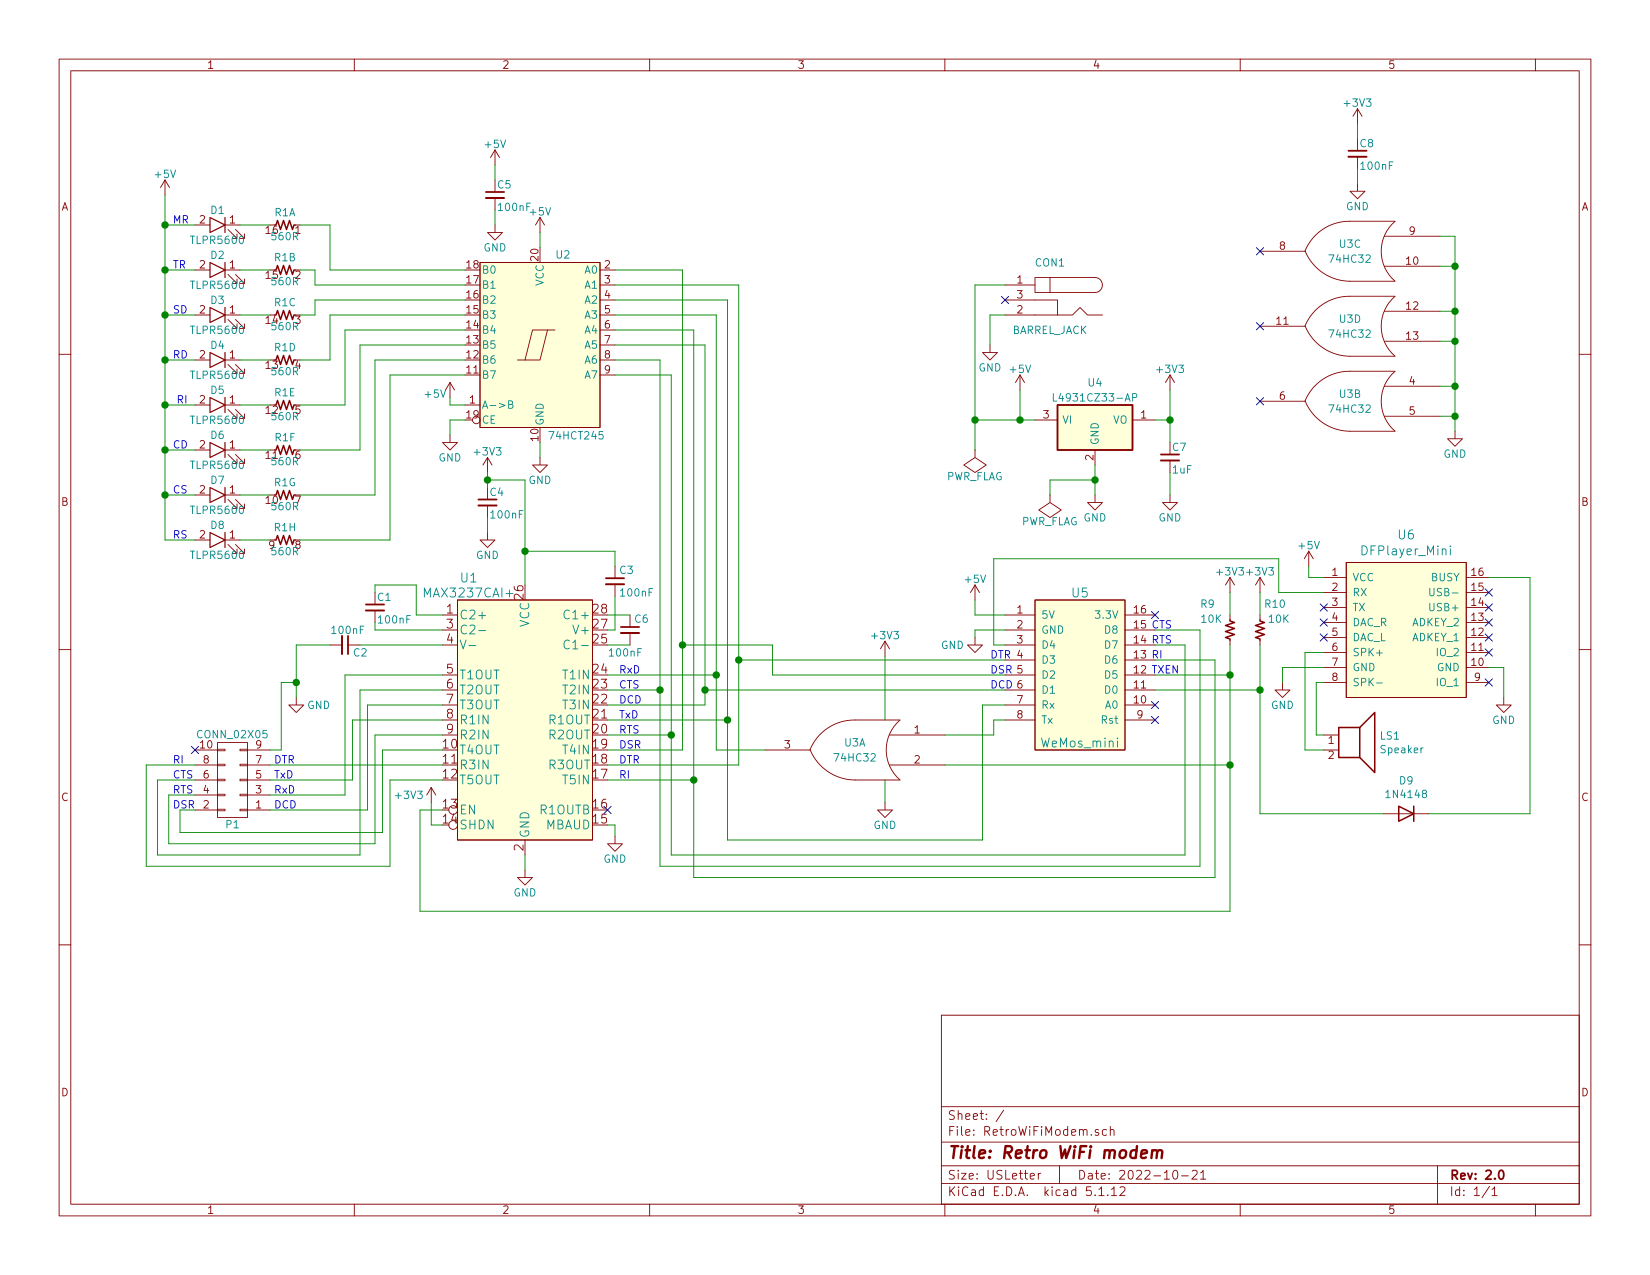 1 2 3 4 5
A
B
C
D
A
B
C
D
1 2 3 4 5
+5V
MR 2 D1 1 R1A 16 1 560R
TLPR5600
TR 2 D2 1 R1B 15 2 560R
TLPR5600
SD 2 D3 1 R1C 14 3 560R
TLPR5600
RD 2 D4 1 R1D 13 4 560R
TLPR5600
RI 2 D5 1 R1E 12 5 560R
TLPR5600
CD 2 D6 1 R1F 11 6 560R
TLPR5600
CS 2 D7 1 R1G 10 7 560R
TLPR5600
RS 2 D8 1 R1H 9 8 560R
TLPR5600
+5V
C5
100nF
GND
+5V
20
VCC
U2
18 B0 A0 2
17 B1 A1 3
16 B2 A2 4
15 B3 A3 5
14 B4 A4 6
13 B5 A5 7
12 B6 A6 8
11 B7 A7 9
+5V
1 A->B
19 CE
GND
10
GND
74HCT245
GND
+3V3
C4
100nF
GND
U1
MAX3237CAI+
26
VCC
C3
100nF
C1
100nF
100nF
C2
C6
100nF
1 C2+ C1+ 28
3 C2- V+ 27
4 V- C1- 25
5 T1OUT T1IN 24 RxD
6 T2OUT T2IN 23 CTS
7 T3OUT T3IN 22 DCD
8 R1IN R1OUT 21 TxD
9 R2IN R2OUT 20 RTS
10 T4OUT T4IN 19 DSR
11 R3IN R3OUT 18 DTR
12 T5OUT T5IN 17 RI
13 EN R1OUTB 16
14 SHDN MBAUD 15
GND
2
GND
GND
+3V3
GND
CONN_02X05
10 9
RI 8 7 DTR
CTS 6 5 TxD
RTS 4 3 RxD
DSR 2 1 DCD
P1
CON1
1
3
2
BARREL_JACK
GND
+5V
U4
L4931CZ33-AP
3 VI VO 1
GND
2
+3V3
C7
1uF
PWR_FLAG
PWR_FLAG
GND
GND
+3V3
C8
100nF
GND
8 U3C 74HC32 9 10
11 U3D 74HC32 12 13
6 U3B 74HC32 4 5
GND
+3V3
3 U3A 74HC32 1 2
GND
+5V
GND
U5
1 5V 3.3V 16
2 GND D8 15 CTS
3 D4 D7 14 RTS
DTR 4 D3 D6 13 RI
DSR 5 D2 D5 12 TXEN
DCD 6 D1 D0 11
7 Rx A0 10
8 Tx Rst 9
WeMos_mini
+3V3 +3V3
R9
10K
R10
10K
+5V
U6
DFPlayer_Mini
1 VCC BUSY 16
2 RX USB- 15
3 TX USB+ 14
4 DAC_R ADKEY_2 13
5 DAC_L ADKEY_1 12
6 SPK+ IO_2 11
7 GND GND 10
8 SPK- IO_1 9
GND
GND
1
2
LS1
Speaker
D9
1N4148
Sheet: /
File: RetroWiFiModem.sch
Title: Retro WiFi modem
Size: USLetter Date: 2022-10-21 Rev: 2.0
KiCad E.D.A. kicad 5.1.12 Id: 1/1